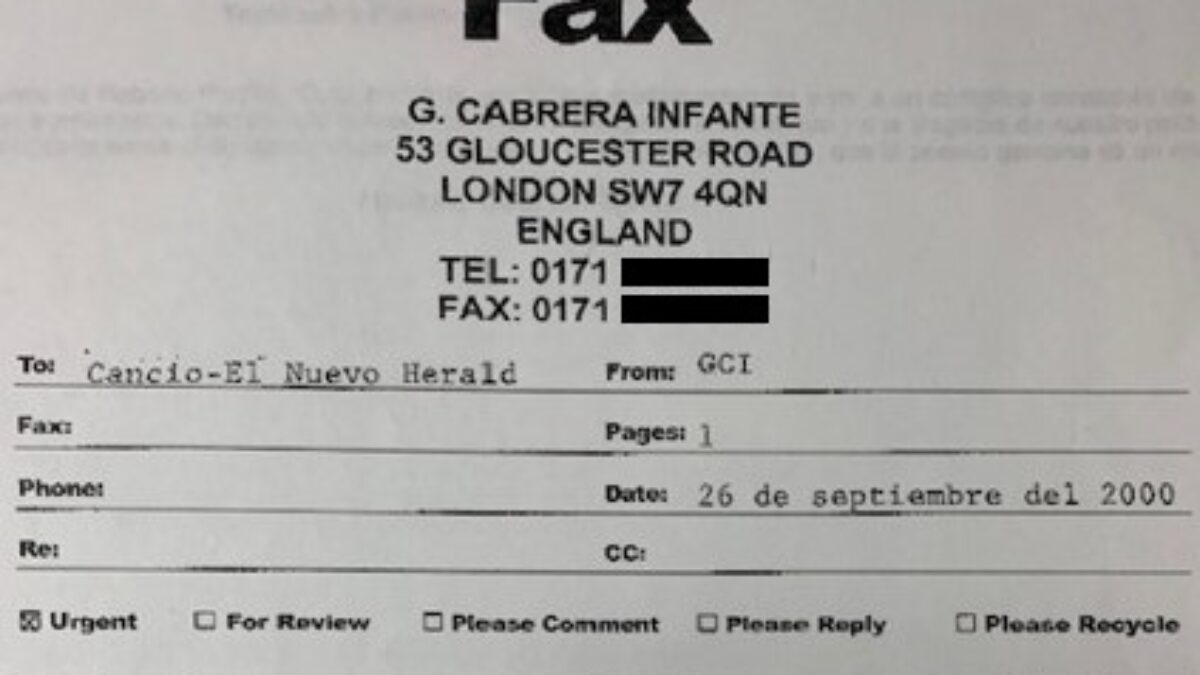 Fax
G. CABRERA INFANTE
53 GLOUCESTER ROAD
LONDON SW7 4QN
ENGLAND
TEL: 0171
FAX: 0171
To: Cancio-El Nuevo Herald From: GCI
Fax: Pages: 1
Phone: Date: 26 de septiembre del 2000
Re: CC:
☒ Urgent ☐ For Review ☐ Please Comment ☐ Please Reply ☐ Please Recycle